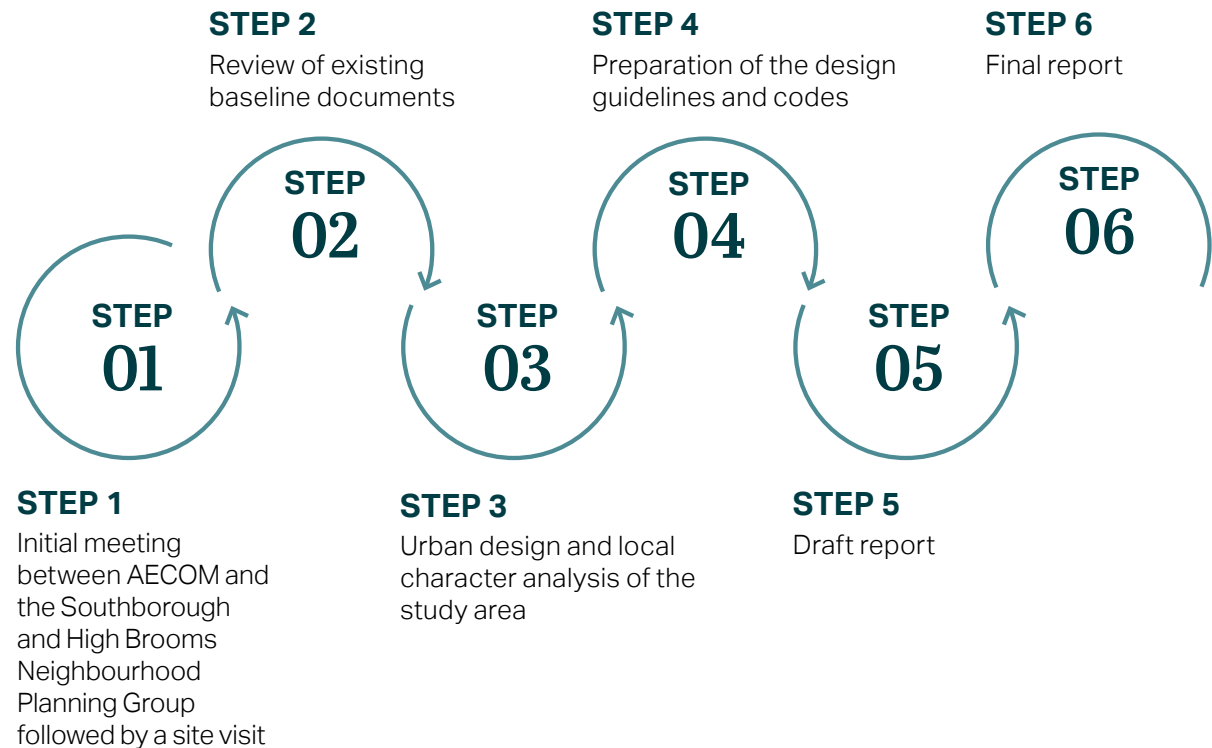 STEP 2
Review of existing
baseline documents
STEP 4
Preparation of the design
guidelines and codes
STEP 6
Final report
STEP
01
STEP
02
STEP
03
STEP
04
STEP
05
STEP
06
STEP 1
Initial meeting
between AECOM and
the Southborough
and High Brooms
Neighbourhood
Planning Group
followed by a site visit
STEP 3
Urban design and local
character analysis of the
study area
STEP 5
Draft report